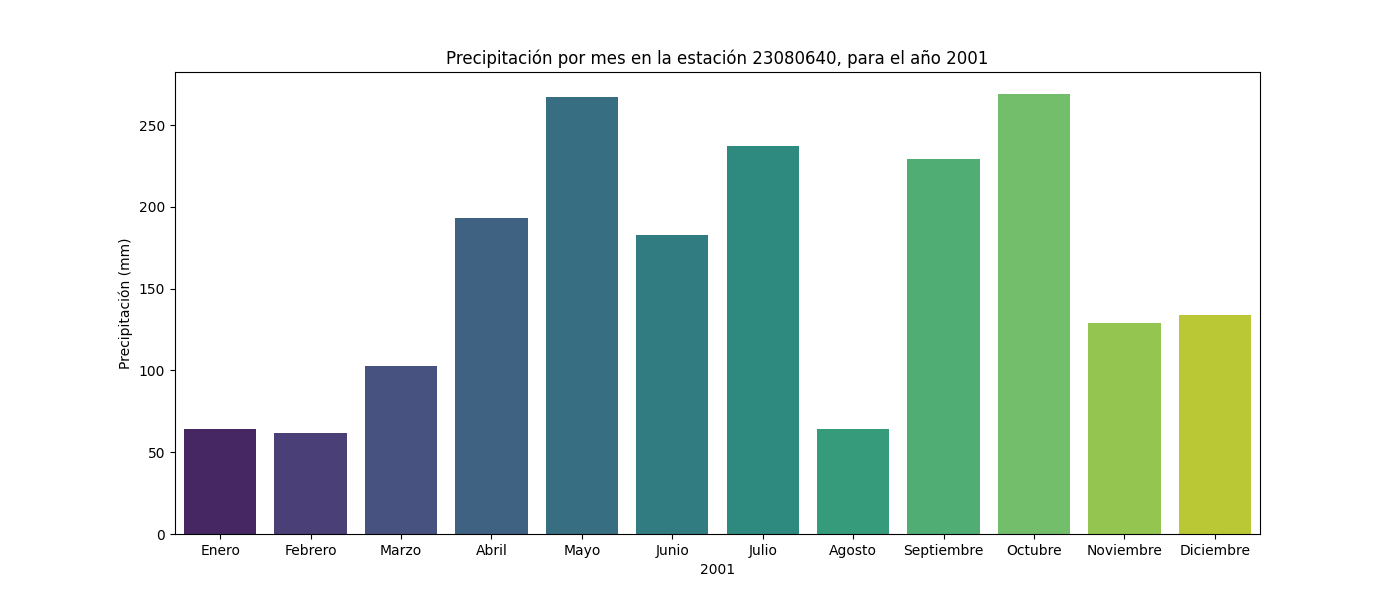 Precipitación por mes en la estación 23080640, para el año 2001
Precipitación (mm)
250
200
150
100
50
0
Enero Febrero Marzo Abril Mayo Junio Julio Agosto Septiembre Octubre Noviembre Diciembre
2001